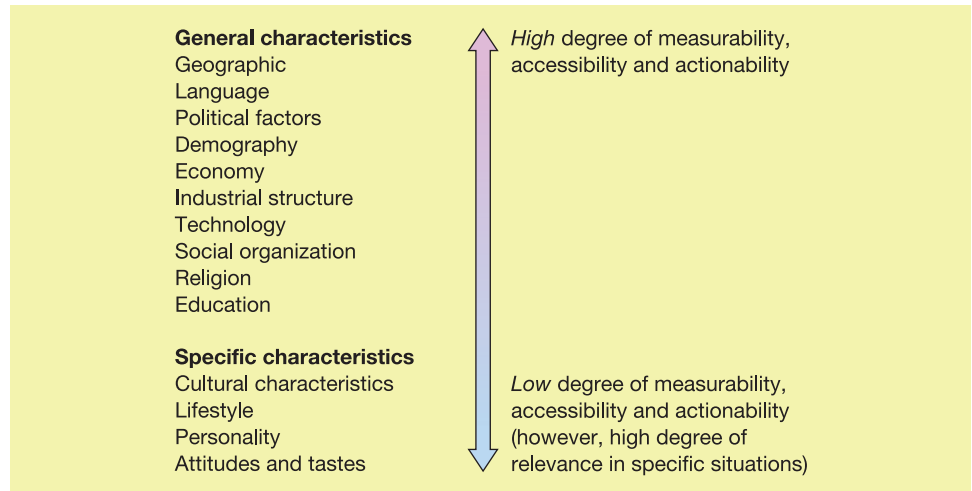 General characteristics
Geographic
Language
Political factors
Demography
Economy
Industrial structure
Technology
Social organization
Religion
Education
Specific characteristics
Cultural characteristics
Lifestyle
Personality
Attitudes and tastes
High degree of measurability,
accessibility and actionability
Low degree of measurability,
accessibility and actionability
(however, high degree of
relevance in specific situations)